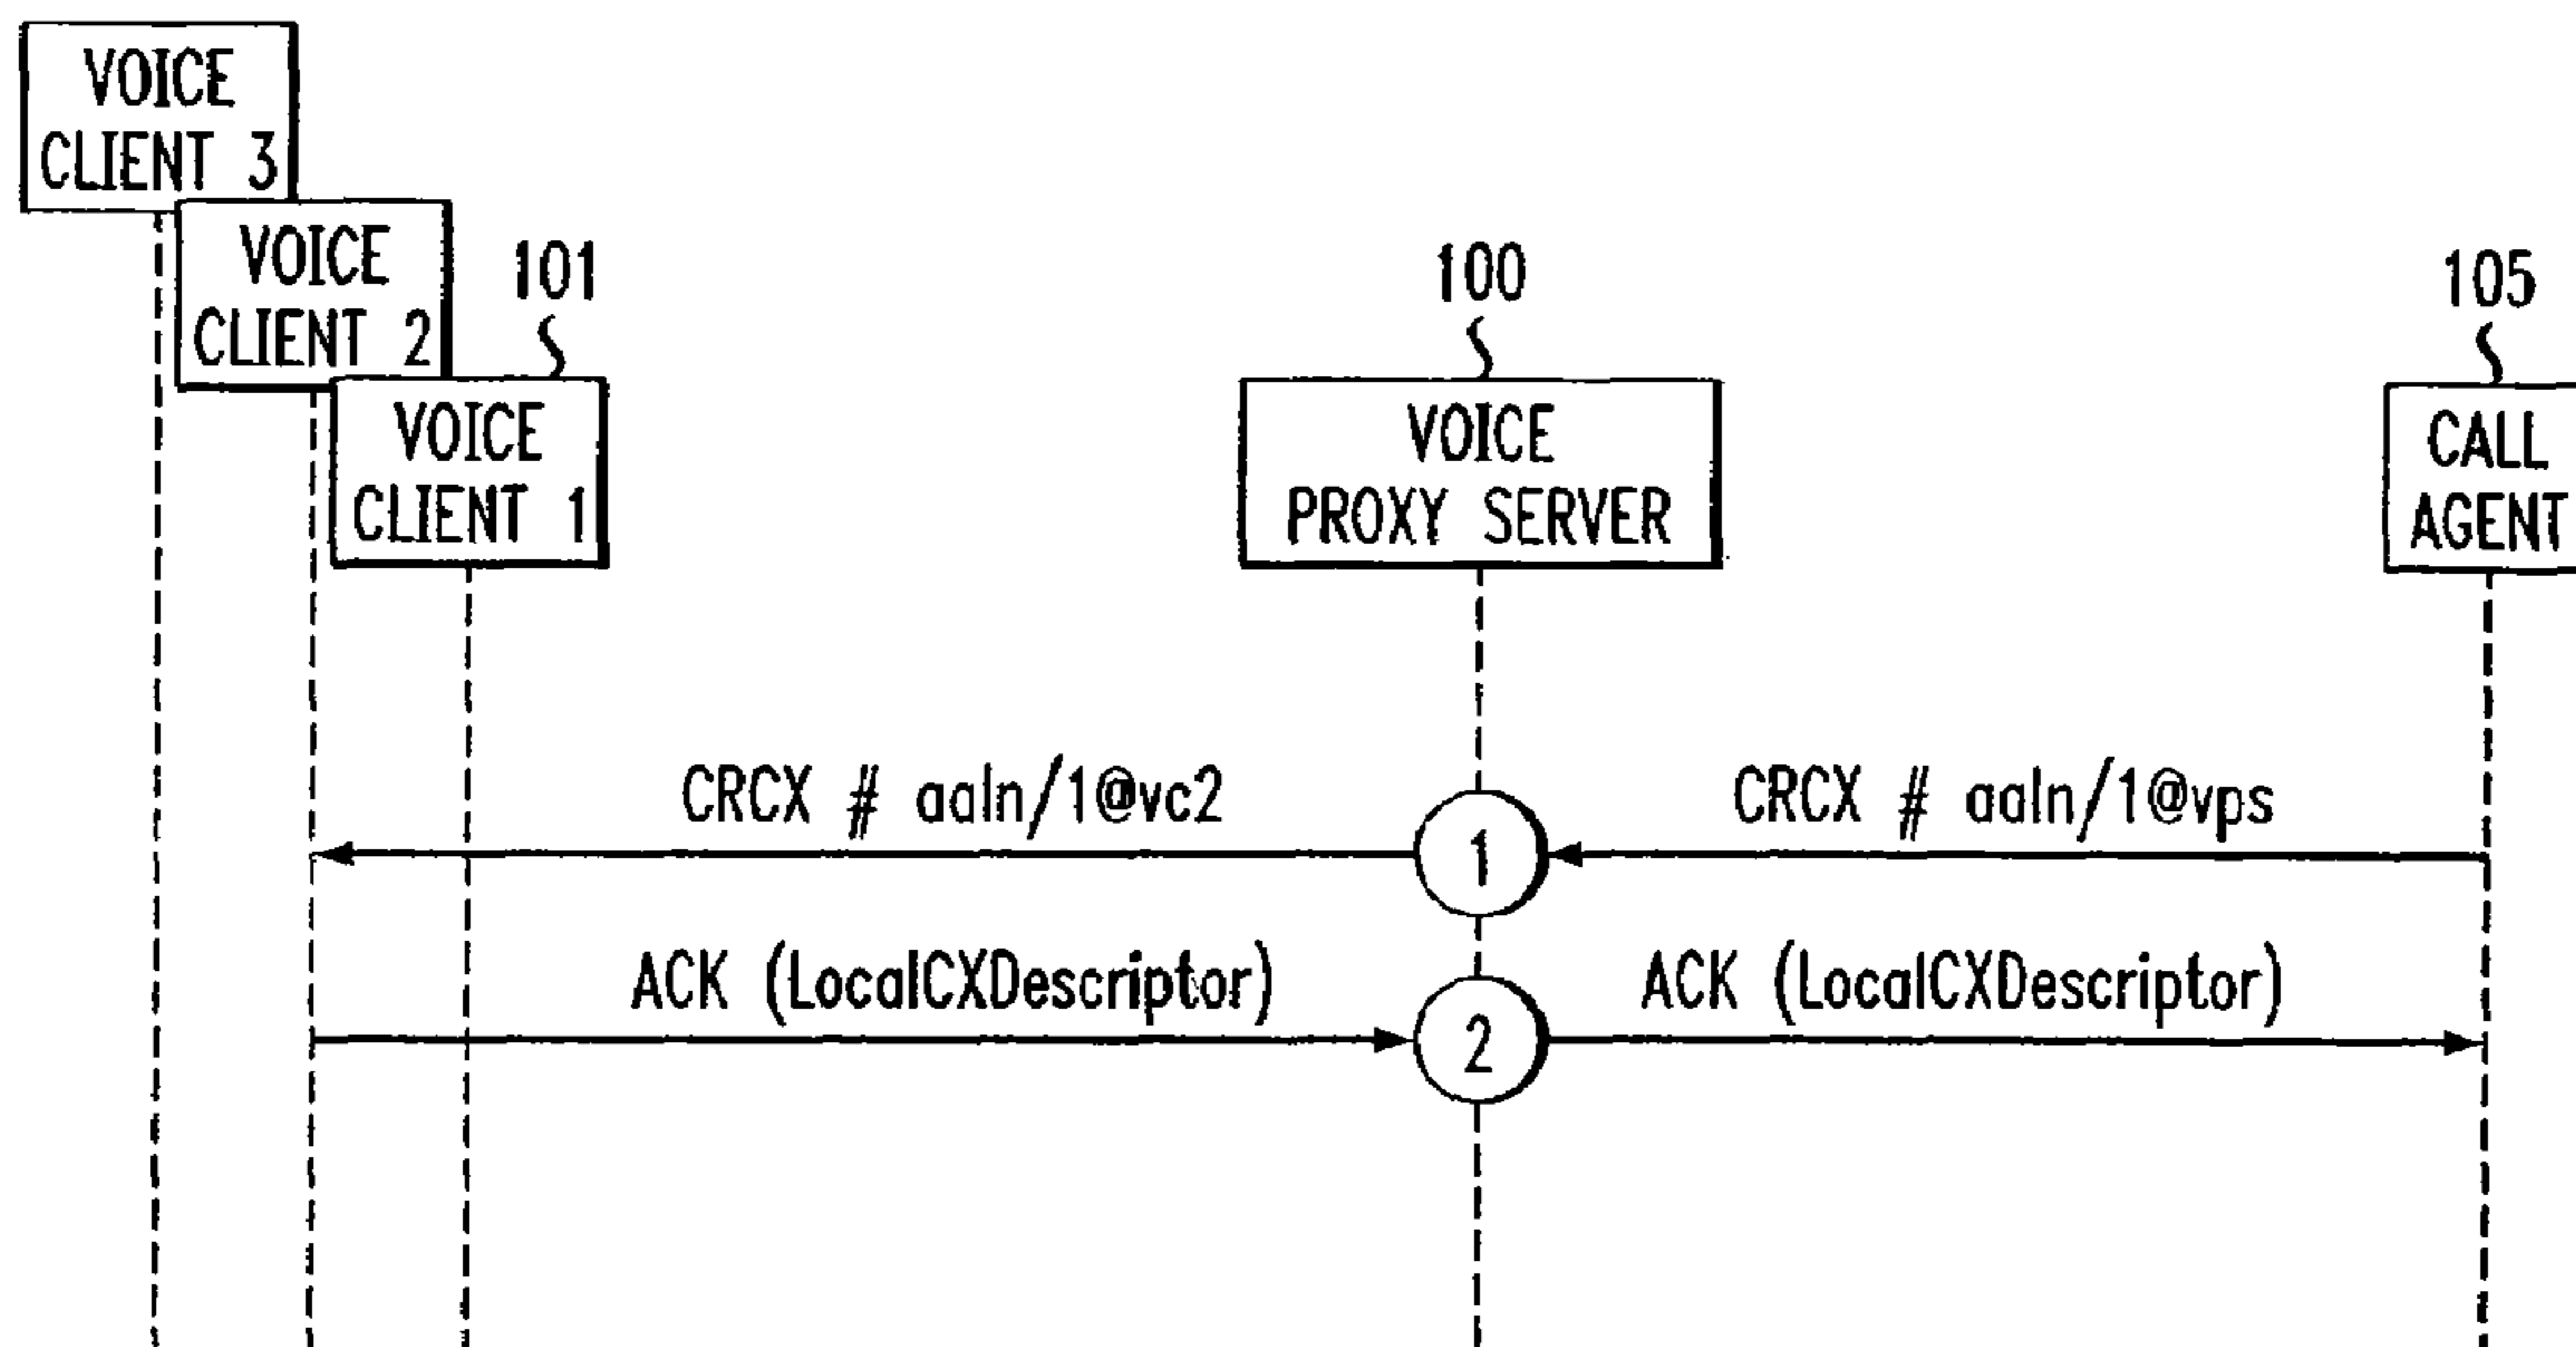 VOICE
CLIENT 3
VOICE
CLIENT 2
101
VOICE
CLIENT 1
100
VOICE
PROXY SERVER
105
CALL
AGENT
CRCX # aaln/1@vc2
1
CRCX # aaln/1@vps
ACK (LocalCXDescriptor)
2
ACK (LocalCXDescriptor)